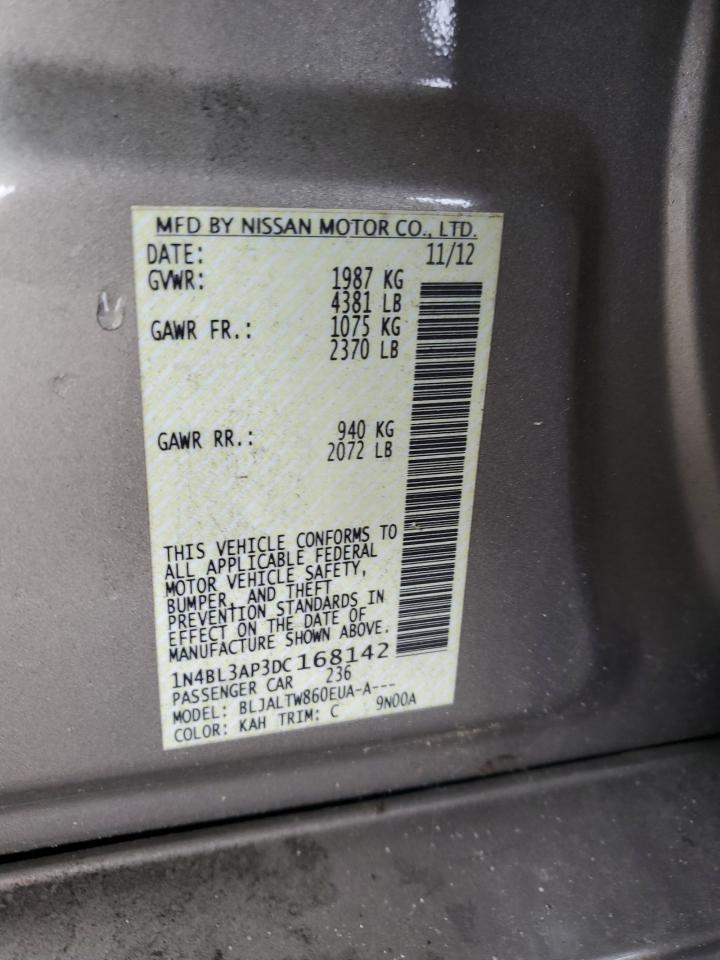 MFD BY NISSAN MOTOR CO., LTD.
DATE: 11/12
GVWR: 1987 KG
4381 LB
GAWR FR.: 1075 KG
2370 LB
GAWR RR.: 940 KG
2072 LB
THIS VEHICLE CONFORMS TO
ALL APPLICABLE FEDERAL
MOTOR VEHICLE SAFETY,
BUMPER, AND THEFT
PREVENTION STANDARDS IN
EFFECT ON THE DATE OF
MANUFACTURE SHOWN ABOVE.
1N4BL3AP3DC168142
PASSENGER CAR 236
MODEL: BLJALTW860EUA-A---
COLOR: KAH TRIM: C 9N00A